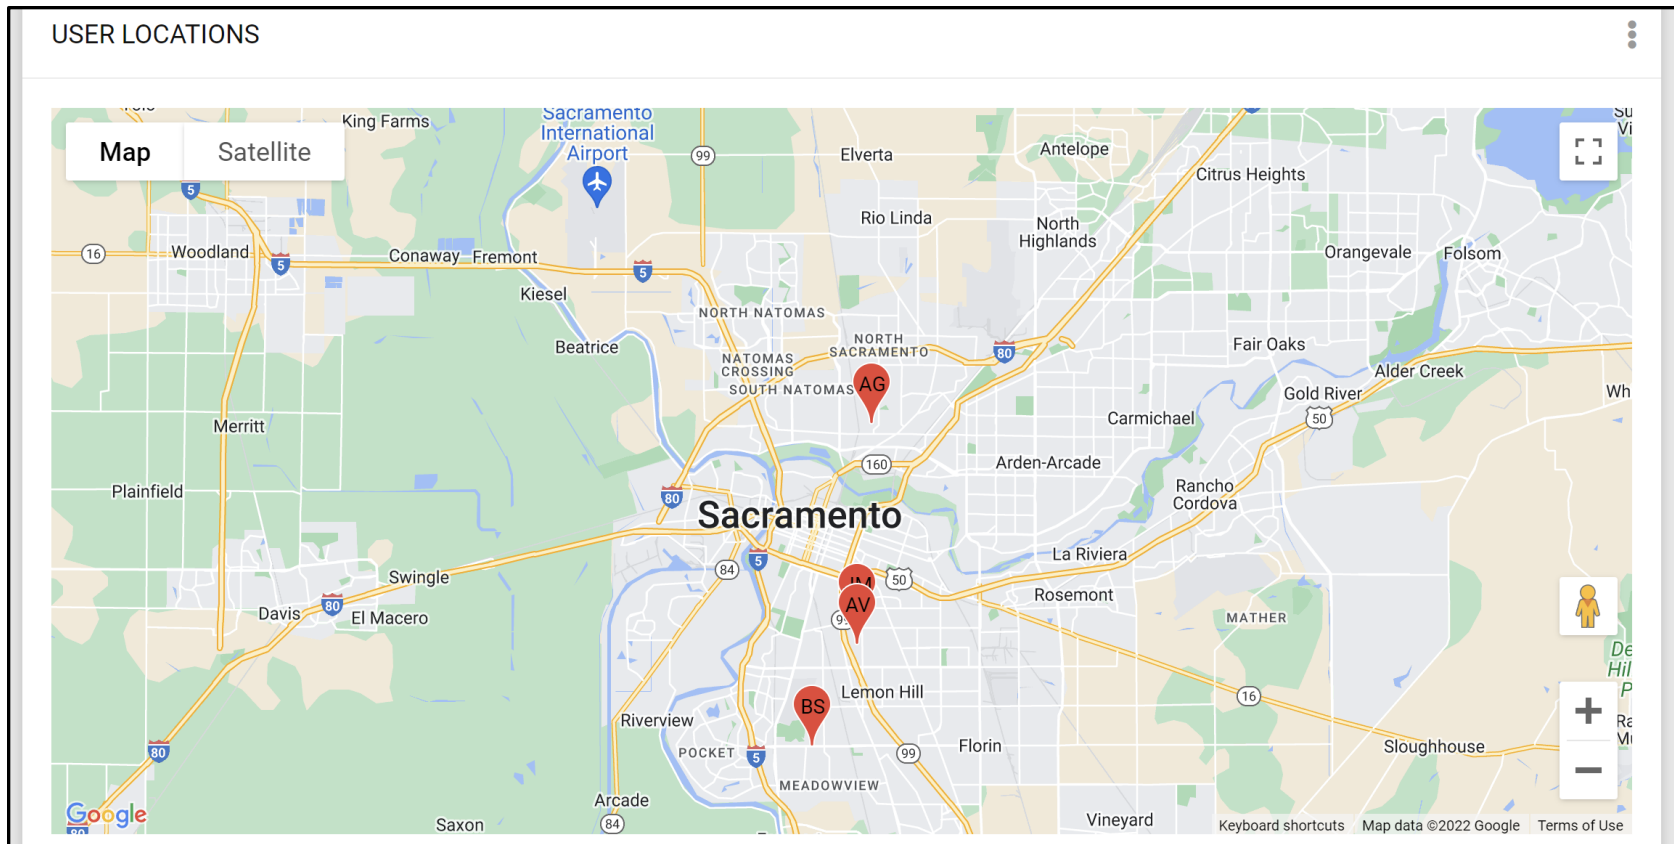 USER LOCATIONS
Map
Satellite
King Farms
Sacramento
International
Airport
99
Elverta
Antelope
Citrus Heights
5
Rio Linda
North
Highlands
16
Woodland
5
Conaway
Fremont
5
Orangevale
Folsom
Kiesel
NORTH NATOMAS
Beatrice
NORTH
SACRAMENTO
80
Fair Oaks
NATOMAS
CROSSING
SOUTH NATOMAS
AG
Alder Creek
Gold River
Wh
Merritt
Carmichael
50
160
Arden-Arcade
Plainfield
80
Rancho
Cordova
Sacramento
La Riviera
5
84
Swingle
50
AV
Rosemont
80
Davis
El Macero
MATHER
Lemon Hill
16
BS
Riverview
POCKET
5
99
Florin
Sloughhouse
80
MEADOWVIEW
Arcade
84
Saxon
Vineyard
Google
Keyboard shortcuts
Map data ©2022 Google
Terms of Use